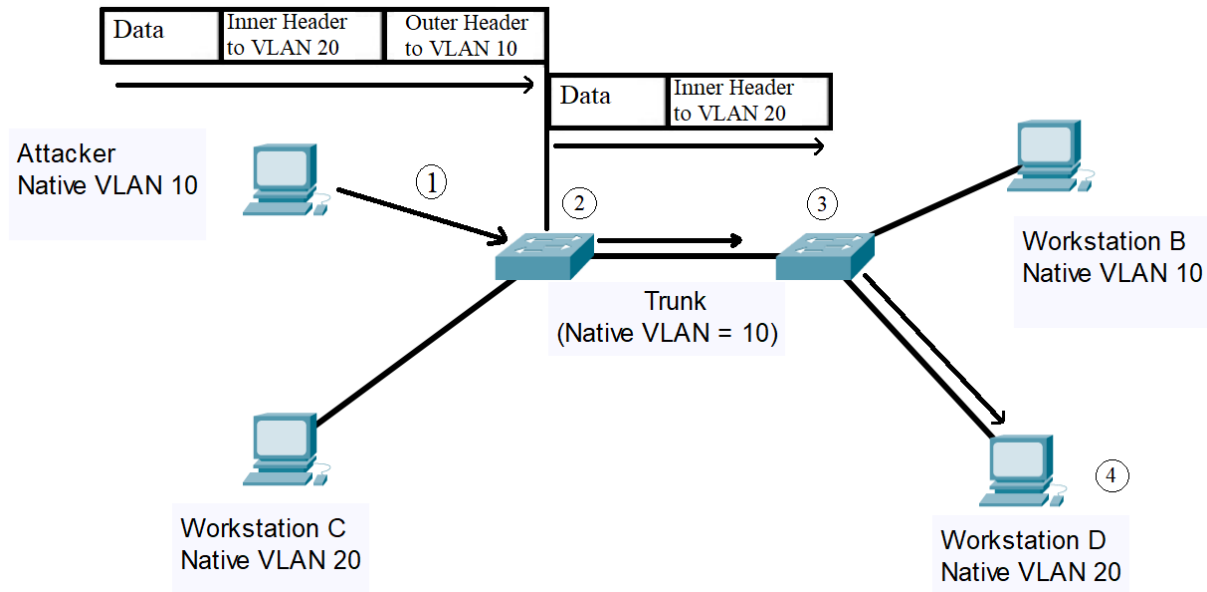 Data
Inner Header
to VLAN 20
Outer Header
to VLAN 10
Data
Inner Header
to VLAN 20
Attacker
Native VLAN 10
1
2
3
Workstation B
Native VLAN 10
Trunk
(Native VLAN = 10)
4
Workstation C
Native VLAN 20
Workstation D
Native VLAN 20